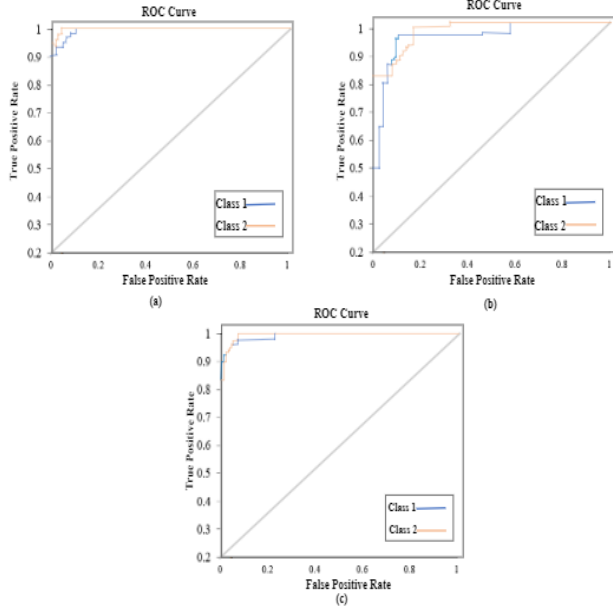 ROC Curve
True Positive Rate
1
0.9
0.8
0.7
0.6
0.5
0.4
0.3
0.2
0
0.2
0.4
0.6
0.8
1
Class 1
Class 2
False Positive Rate
(a)
ROC Curve
True Positive Rate
1
0.9
0.8
0.7
0.6
0.5
0.4
0.3
0.2
0
0.2
0.4
0.6
0.8
1
Class 1
Class 2
False Positive Rate
(b)
ROC Curve
True Positive Rate
1
0.9
0.8
0.7
0.6
0.5
0.4
0.3
0.2
0
0.2
0.4
0.6
0.8
1
Class 1
Class 2
False Positive Rate
(c)